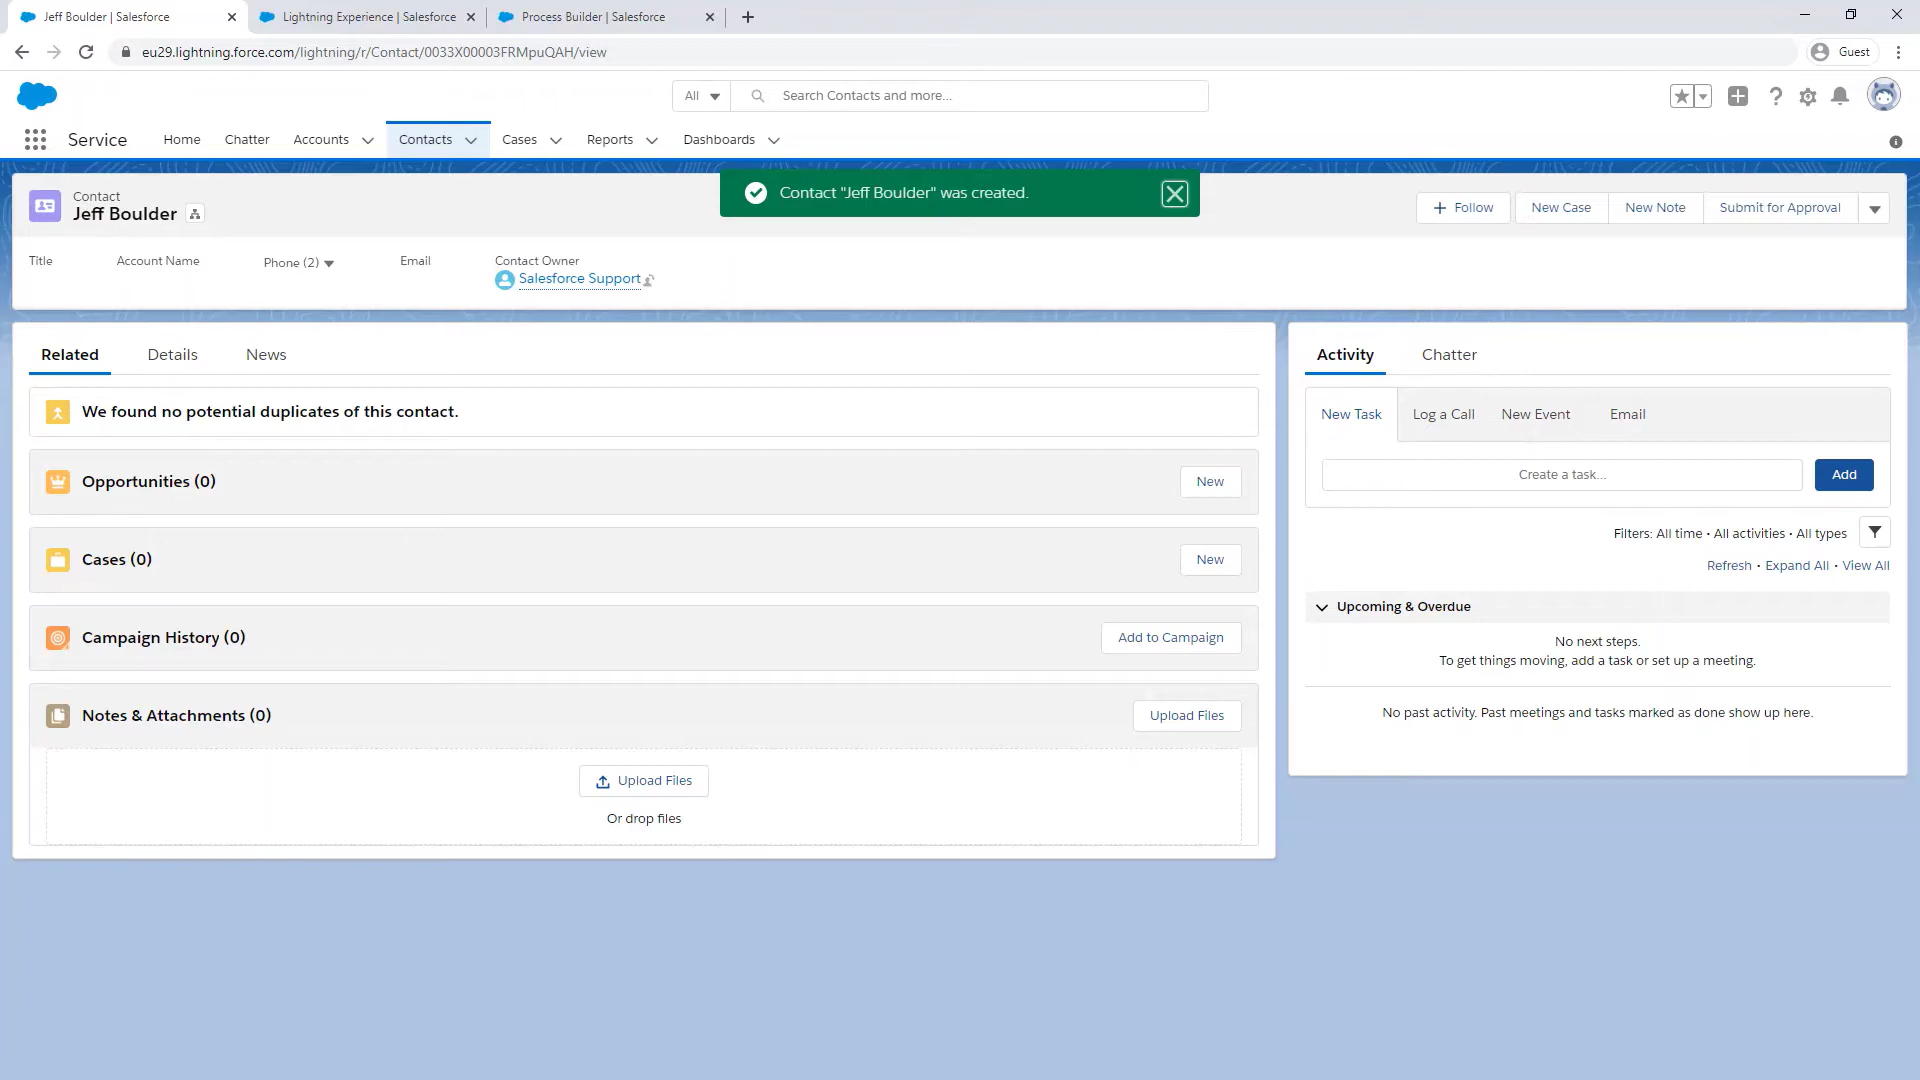 Jeff Boulder | Salesforce
Lightning Experience | Salesforce
Process Builder | Salesforce
eu29.lightning.force.com/lightning/r/Contact/0033X00003FRMpuQAH/view
Guest
All
Search Contacts and more...
Service
Home
Chatter
Accounts
Contacts
Cases
Reports
Dashboards
Contact "Jeff Boulder" was created.
Contact
Jeff Boulder
Follow
New Case
New Note
Submit for Approval
Title
Account Name
Phone (2)
Email
Contact Owner
Salesforce Support
Related
Details
News
We found no potential duplicates of this contact.
Opportunities (0)
New
Cases (0)
New
Campaign History (0)
Add to Campaign
Notes & Attachments (0)
Upload Files
Upload Files
Or drop files
Activity
Chatter
New Task
Log a Call
New Event
Email
Create a task...
Add
Filters: All time • All activities • All types
Refresh • Expand All • View All
Upcoming & Overdue
No next steps.
To get things moving, add a task or set up a meeting.
No past activity. Past meetings and tasks marked as done show up here.